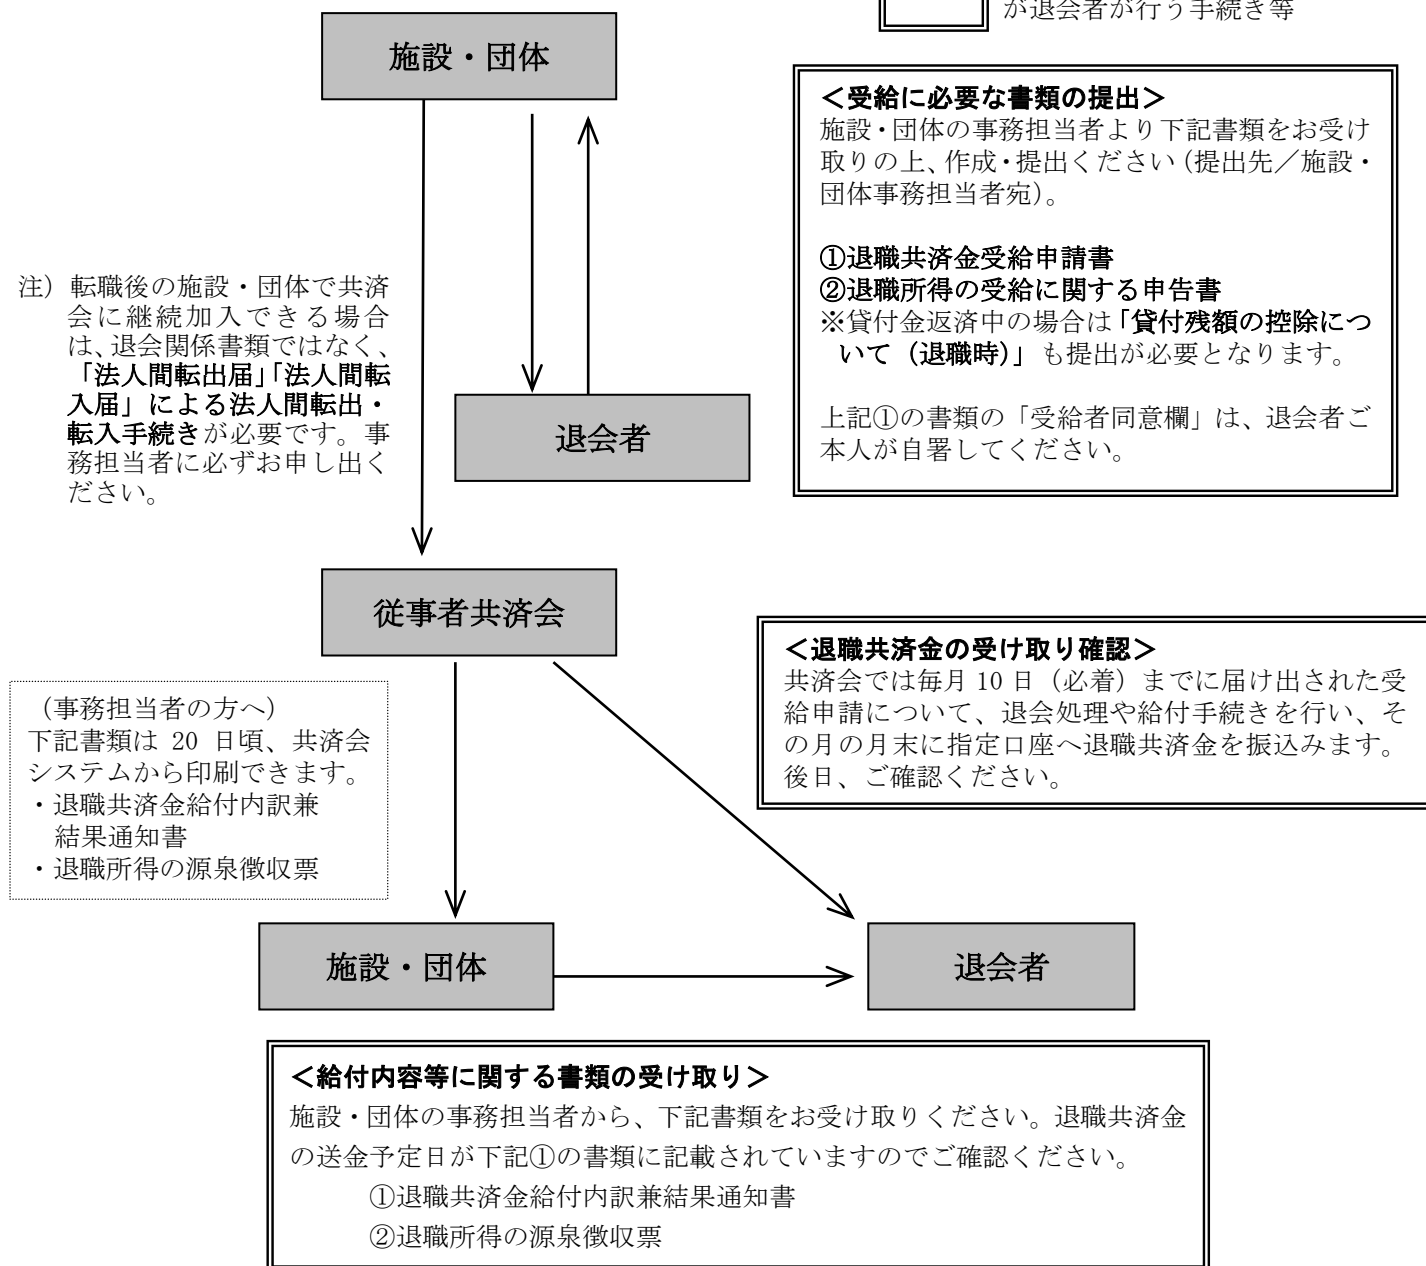 が退会者が行う手続き等
施設・団体
＜受給に必要な書類の提出＞
施設・団体の事務担当者より下記書類をお受け
取りの上、作成・提出ください（提出先／施設・
団体事務担当者宛）。
①退職共済金受給申請書
②退職所得の受給に関する申告書
※貸付金返済中の場合は「貸付残額の控除につ
いて（退職時）」も提出が必要となります。
上記①の書類の「受給者同意欄」は、退会者ご
本人が自署してください。
注）転職後の施設・団体で共済
会に継続加入できる場合
は、退会関係書類ではなく、
「法人間転出届」「法人間転
入届」による法人間転出・
転入手続きが必要です。事
務担当者に必ずお申し出く
ださい。
退会者
従事者共済会
＜退職共済金の受け取り確認＞
共済会では毎月 10 日（必着）までに届け出された受
給申請について、退会処理や給付手続きを行い、そ
の月の月末に指定口座へ退職共済金を振込みます。
後日、ご確認ください。
（事務担当者の方へ）
下記書類は 20 日頃、共済会
システムから印刷できます。
・退職共済金給付内訳兼
結果通知書
・退職所得の源泉徴収票
施設・団体
退会者
＜給付内容等に関する書類の受け取り＞
施設・団体の事務担当者から、下記書類をお受け取りください。退職共済金
の送金予定日が下記①の書類に記載されていますのでご確認ください。
①退職共済金給付内訳兼結果通知書
②退職所得の源泉徴収票